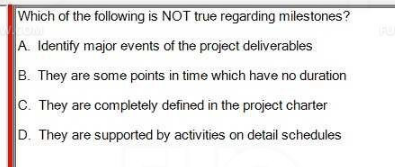 Which of the following is NOT true regarding milestones?
A. Identify major events of the project deliverables
B. They are some points in time which have no duration
C. They are completely defined in the project charter
D. They are supported by activities on detail schedules